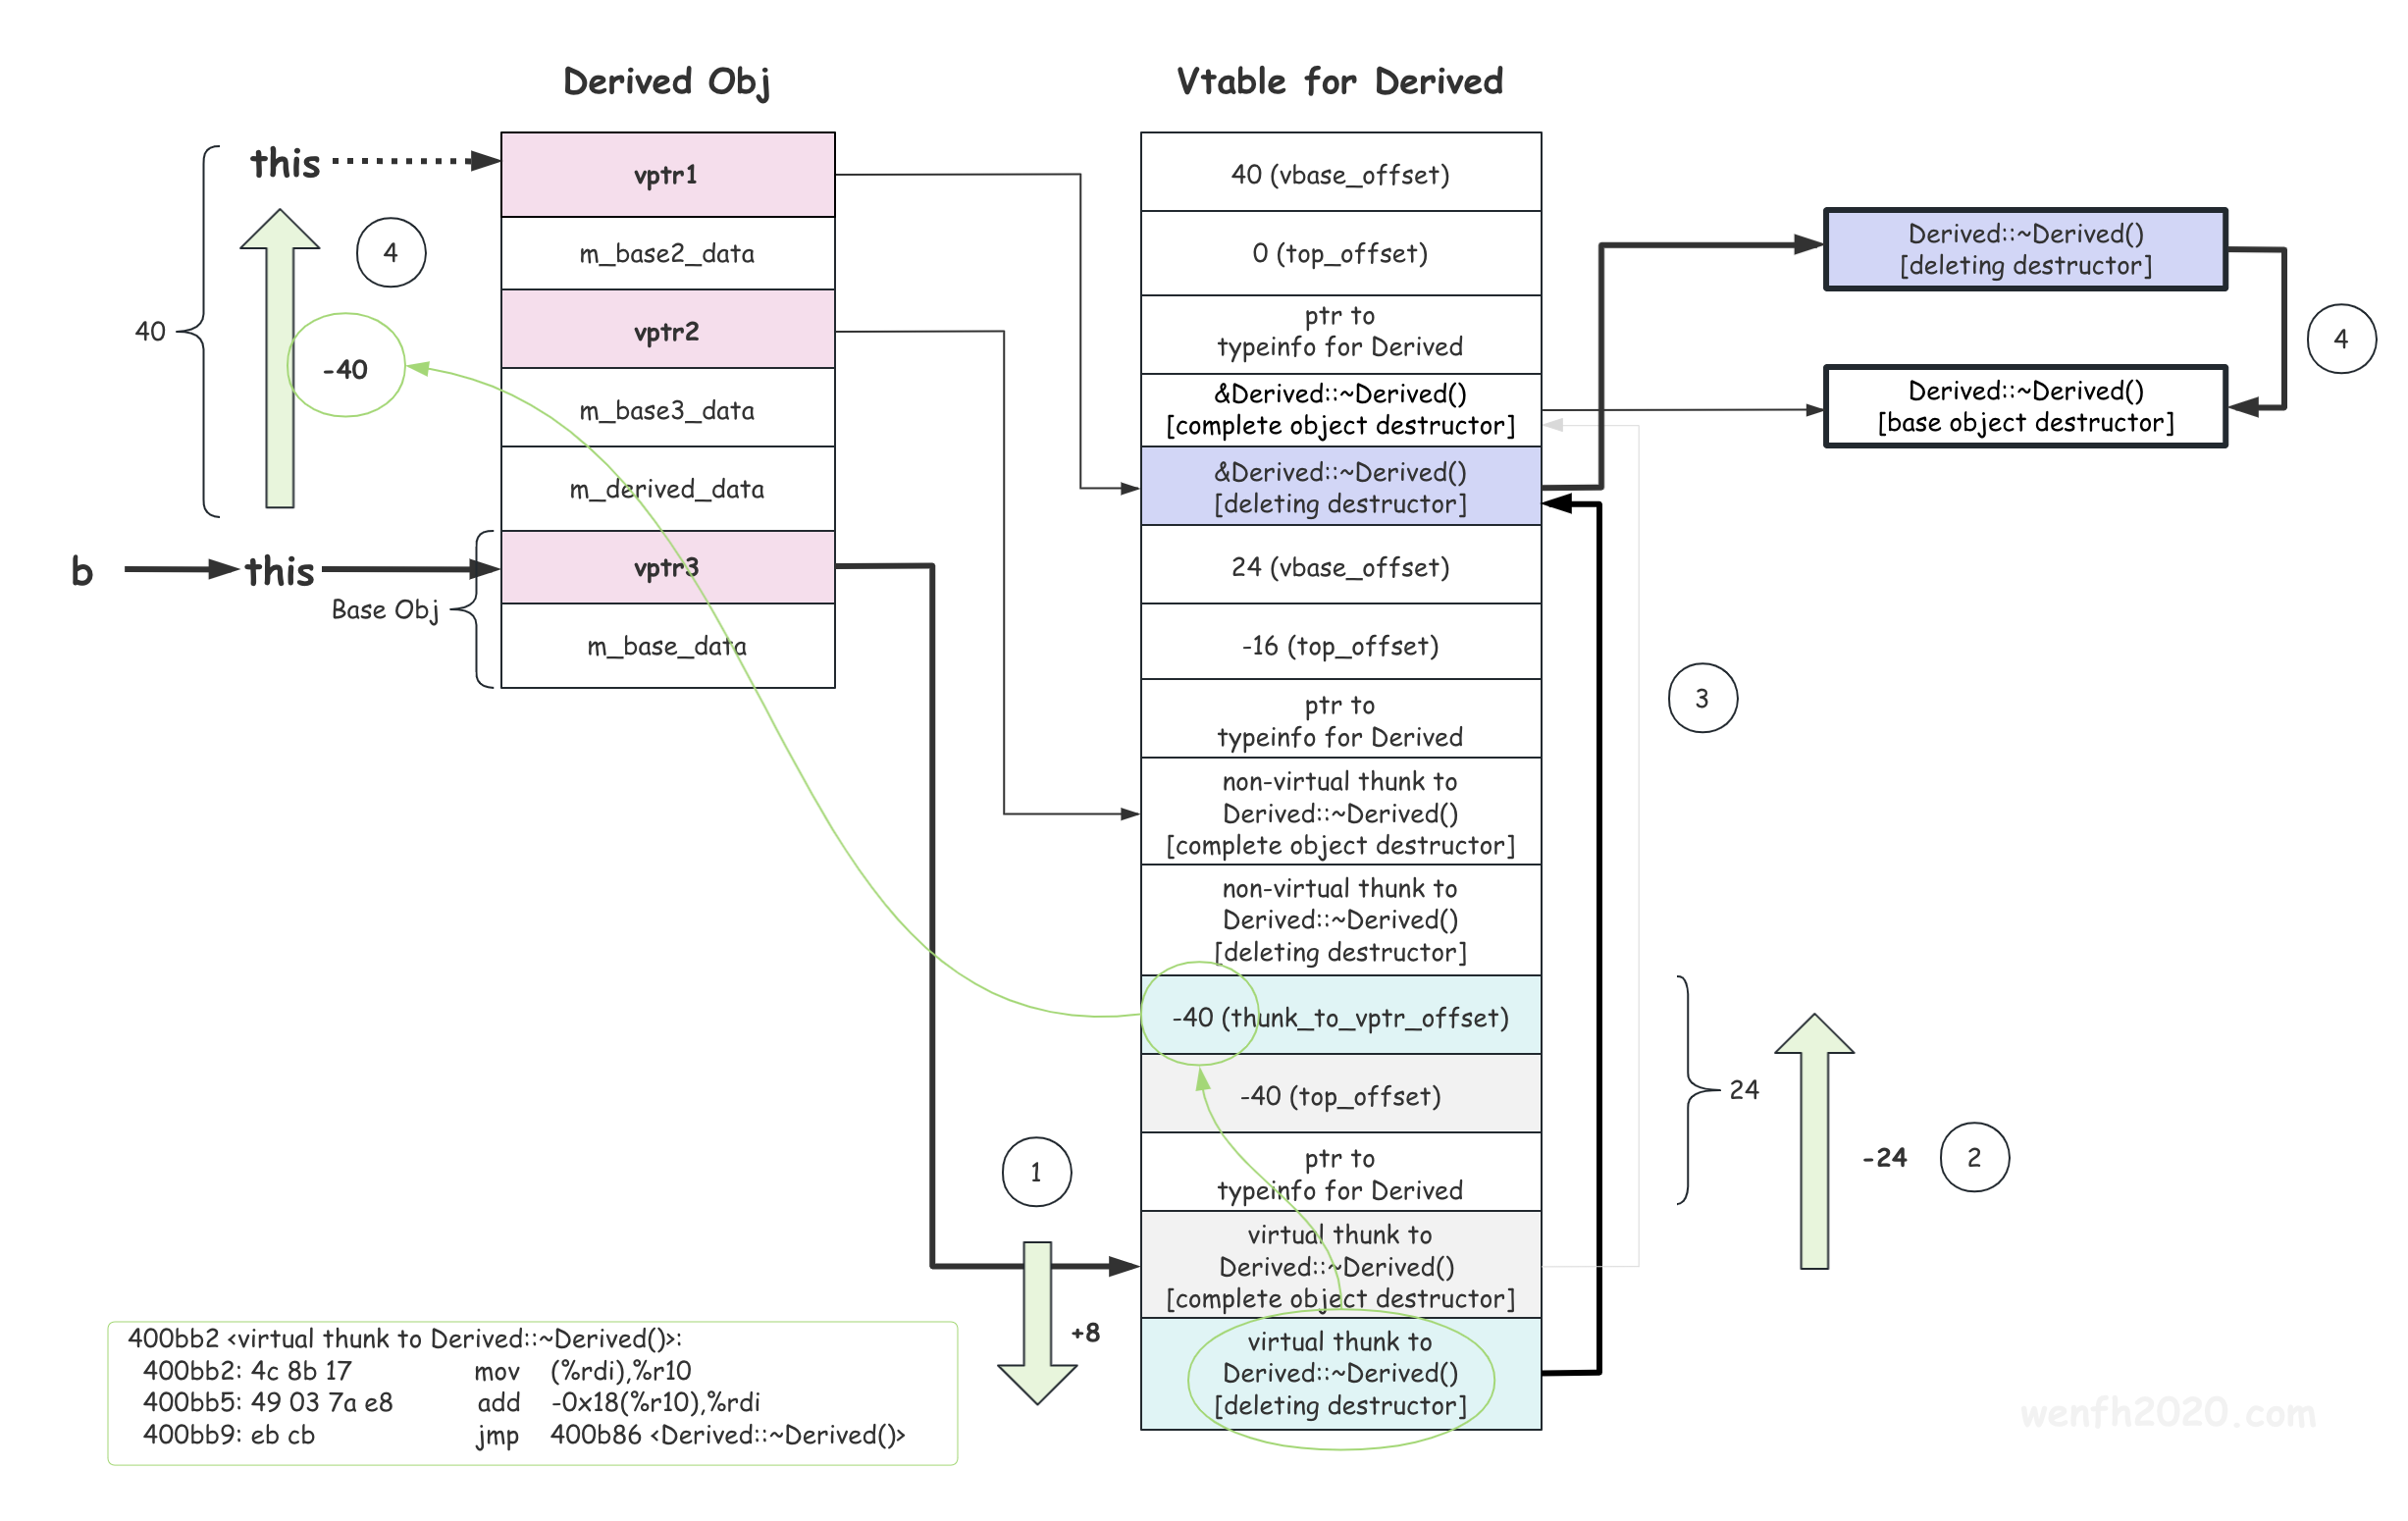 Derived Obj
Vtable for Derived
this
vptr1
m_base2_data
vptr2
m_base3_data
m_derived_data
vptr3
m_base_data
4
40
-40
b
this
Base Obj
40 (vbase_offset)
0 (top_offset)
ptr to
typeinfo for Derived
&Derived::~Derived()
[complete object destructor]
&Derived::~Derived()
[deleting destructor]
24 (vbase_offset)
-16 (top_offset)
ptr to
typeinfo for Derived
non-virtual thunk to
Derived::~Derived()
[complete object destructor]
non-virtual thunk to
Derived::~Derived()
[deleting destructor]
-40 (thunk_to_vptr_offset)
-40 (top_offset)
ptr to
typeinfo for Derived
virtual thunk to
Derived::~Derived()
[complete object destructor]
virtual thunk to
Derived::~Derived()
[deleting destructor]
Derived::~Derived()
[deleting destructor]
Derived::~Derived()
[base object destructor]
4
3
24
-24
2
1
+8
400bb2 <virtual thunk to Derived::~Derived()>:
400bb2: 4c 8b 17 mov (%rdi),%r10
400bb5: 49 03 7a e8 add -0x18(%r10),%rdi
400bb9: eb cb jmp 400b86 <Derived::~Derived()>
wenfh2020.com